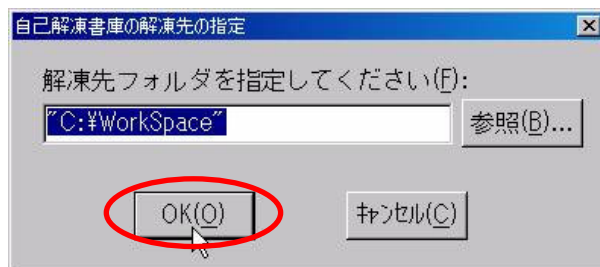 自己解凍書庫の解凍先の指定
解凍先フォルダを指定してください(F):
"C:¥WorkSpace"
参照(B)...
OK(O)
ｷｬﾝｾﾙ(C)